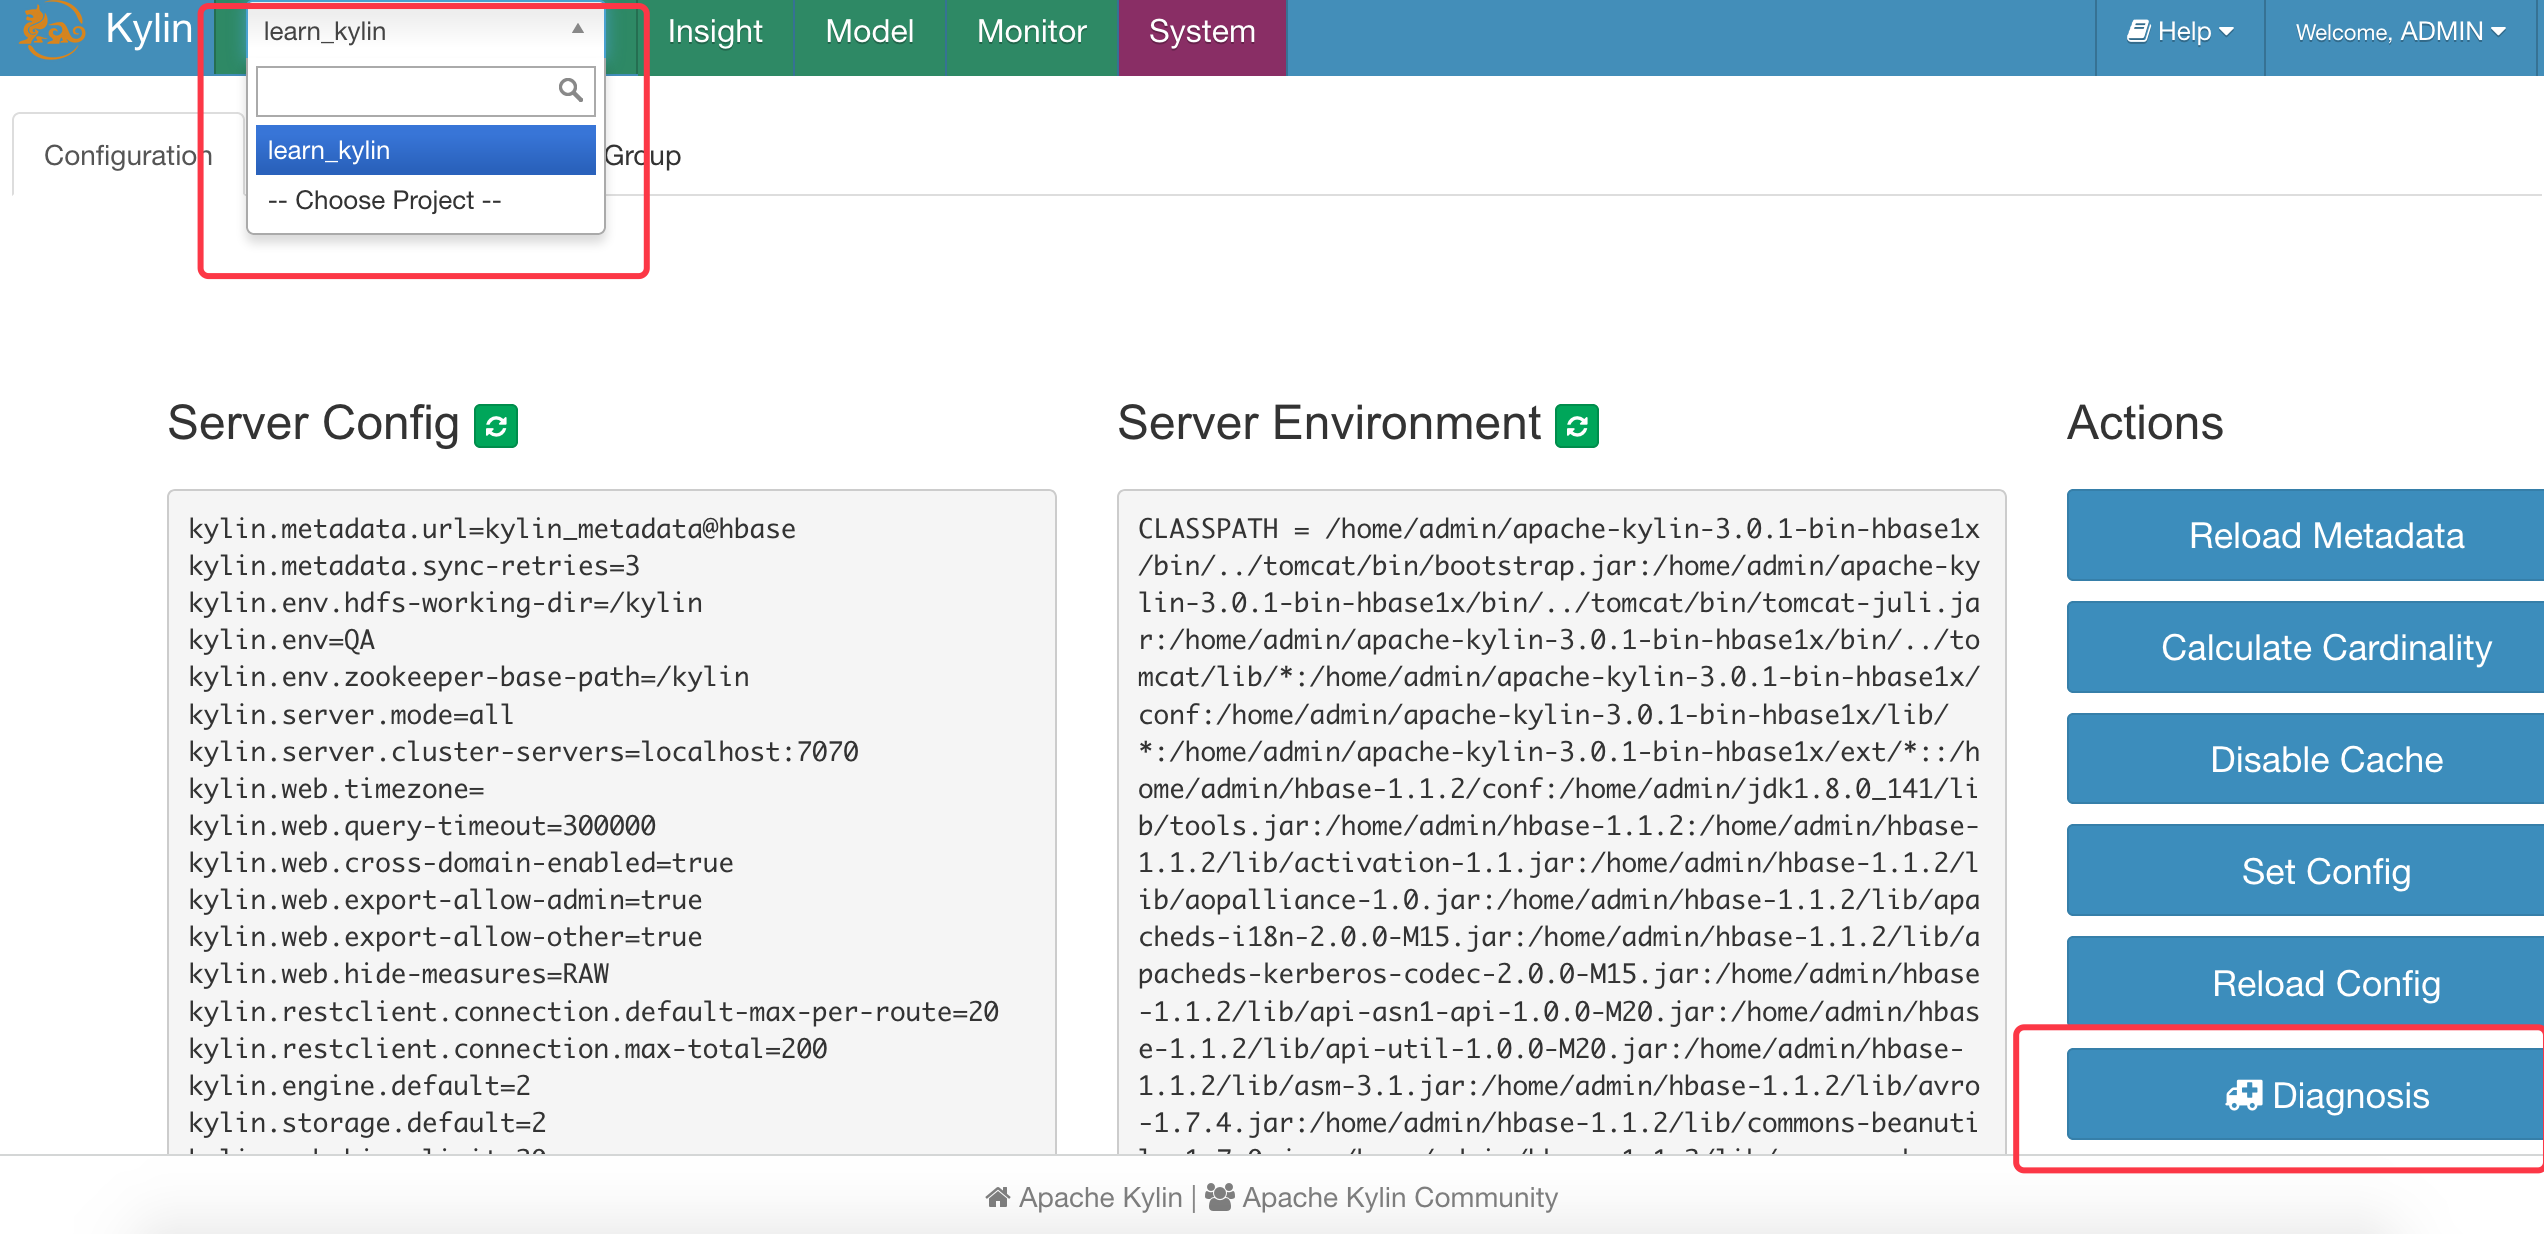 Kylin
learn_kylin
Insight
Model
Monitor
System
Help
Welcome, ADMIN
learn_kylin
-- Choose Project --
Configuration
Group
Server Config
kylin.metadata.url=kylin_metadata@hbase
kylin.metadata.sync-retries=3
kylin.env.hdfs-working-dir=/kylin
kylin.env=QA
kylin.env.zookeeper-base-path=/kylin
kylin.server.mode=all
kylin.server.cluster-servers=localhost:7070
kylin.web.timezone=
kylin.web.query-timeout=300000
kylin.web.cross-domain-enabled=true
kylin.web.export-allow-admin=true
kylin.web.export-allow-other=true
kylin.web.hide-measures=RAW
kylin.restclient.connection.default-max-per-route=20
kylin.restclient.connection.max-total=200
kylin.engine.default=2
kylin.storage.default=2
Server Environment
CLASSPATH = /home/admin/apache-kylin-3.0.1-bin-hbase1x
/bin/../tomcat/bin/bootstrap.jar:/home/admin/apache-ky
lin-3.0.1-bin-hbase1x/bin/../tomcat/bin/tomcat-juli.ja
r:/home/admin/apache-kylin-3.0.1-bin-hbase1x/bin/../to
mcat/lib/*:/home/admin/apache-kylin-3.0.1-bin-hbase1x/
conf:/home/admin/apache-kylin-3.0.1-bin-hbase1x/lib/
*:/home/admin/apache-kylin-3.0.1-bin-hbase1x/ext/*::/h
ome/admin/hbase-1.1.2/conf:/home/admin/jdk1.8.0_141/li
b/tools.jar:/home/admin/hbase-1.1.2:/home/admin/hbase-
1.1.2/lib/activation-1.1.jar:/home/admin/hbase-1.1.2/l
ib/aopalliance-1.0.jar:/home/admin/hbase-1.1.2/lib/apa
cheds-i18n-2.0.0-M15.jar:/home/admin/hbase-1.1.2/lib/a
pacheds-kerberos-codec-2.0.0-M15.jar:/home/admin/hbase
-1.1.2/lib/api-asn1-api-1.0.0-M20.jar:/home/admin/hbas
e-1.1.2/lib/api-util-1.0.0-M20.jar:/home/admin/hbase-
1.1.2/lib/asm-3.1.jar:/home/admin/hbase-1.1.2/lib/avro
-1.7.4.jar:/home/admin/hbase-1.1.2/lib/commons-beanuti
Actions
Reload Metadata
Calculate Cardinality
Disable Cache
Set Config
Reload Config
Diagnosis
Apache Kylin | Apache Kylin Community